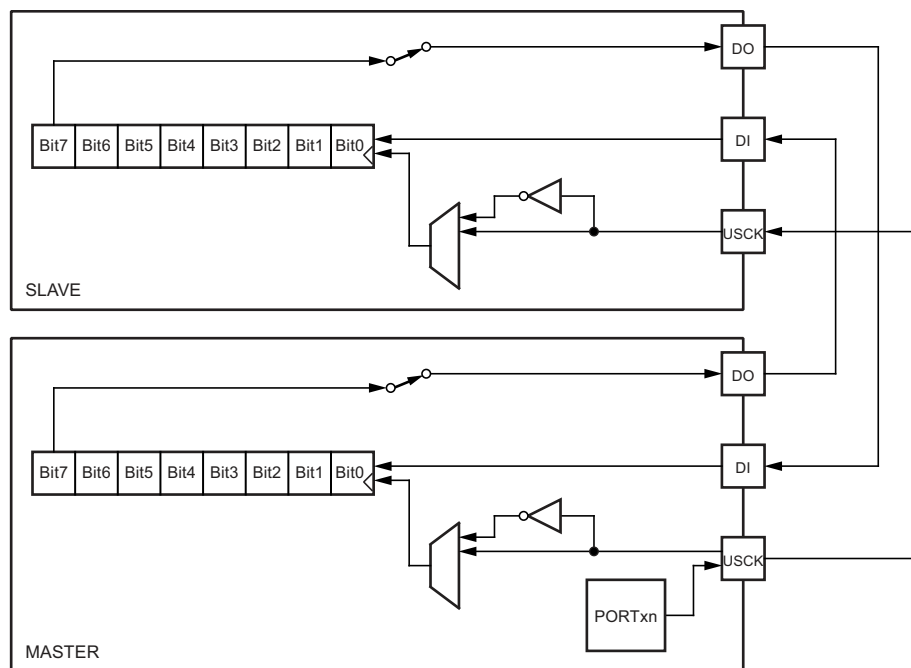 DO
Bit7 Bit6 Bit5 Bit4 Bit3 Bit2 Bit1 Bit0
DI
USCK
SLAVE
DO
Bit7 Bit6 Bit5 Bit4 Bit3 Bit2 Bit1 Bit0
DI
USCK
PORTxn
MASTER